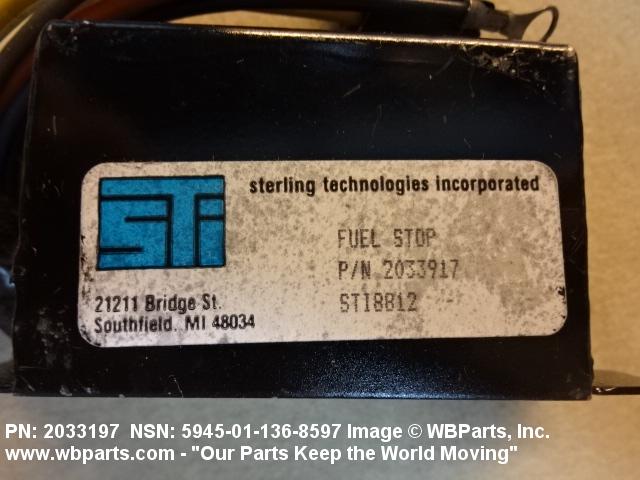 STi
sterling technologies incorporated
FUEL STOP
P/N 2033917
STI8812
21211 Bridge St.
Southfield, MI 48034
PN: 2033197 NSN: 5945-01-136-8597 Image © WBParts, Inc.
www.wbparts.com - "Our Parts Keep the World Moving"